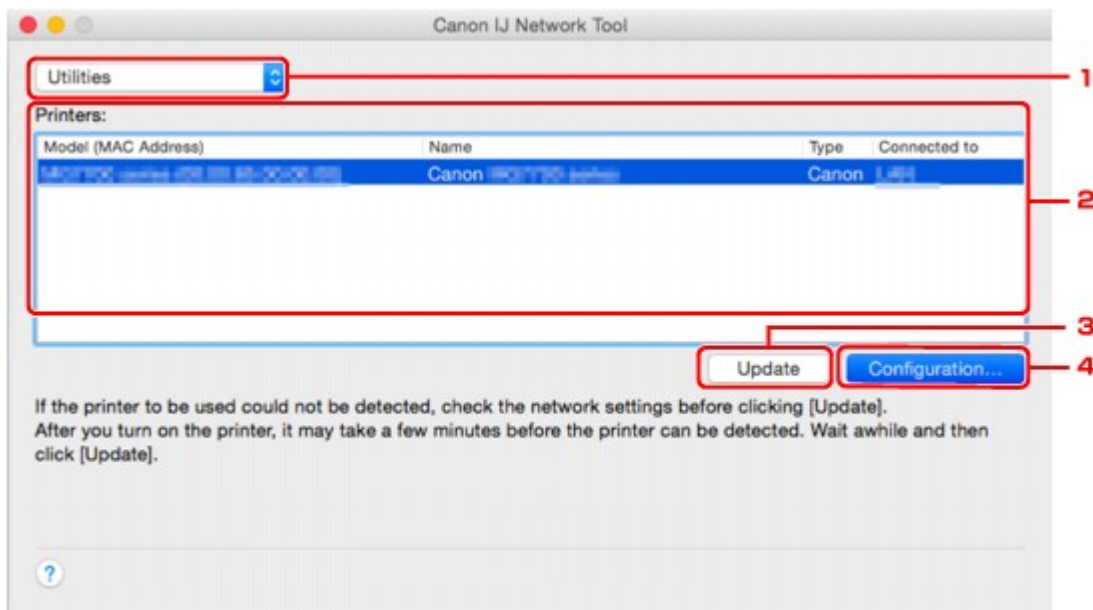 Canon IJ Network Tool
Utilities
1
Printers:
Model (MAC Address) Name Type Connected to
Canon Canon
2
3
Update Configuration... 4
If the printer to be used could not be detected, check the network settings before clicking [Update].
After you turn on the printer, it may take a few minutes before the printer can be detected. Wait awhile and then
click [Update].
?